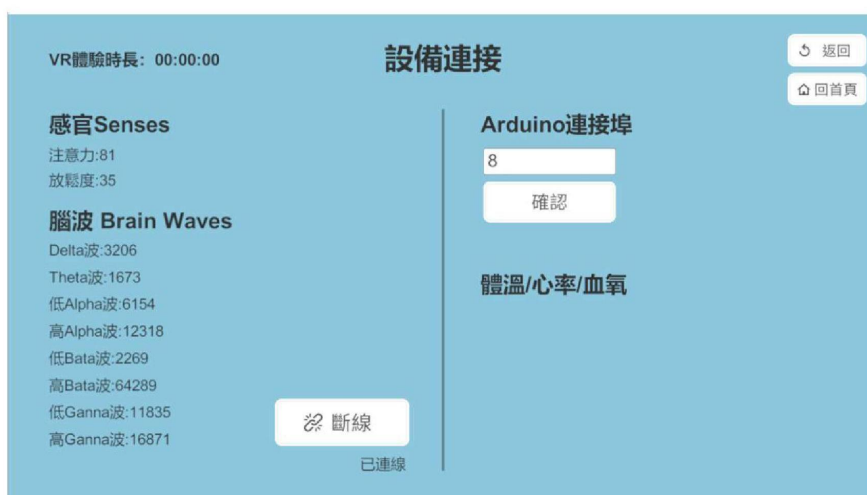 VR體驗時長：00:00:00
設備連接
返回
回首頁
感官Senses
注意力:81
放鬆度:35
腦波 Brain Waves
Delta波:3206
Theta波:1673
低Alpha波:6154
高Alpha波:12318
低Bata波:2269
高Bata波:64289
低Ganna波:11835
高Ganna波:16871
斷線
已連線
Arduino連接埠
8
確認
體溫/心率/血氧